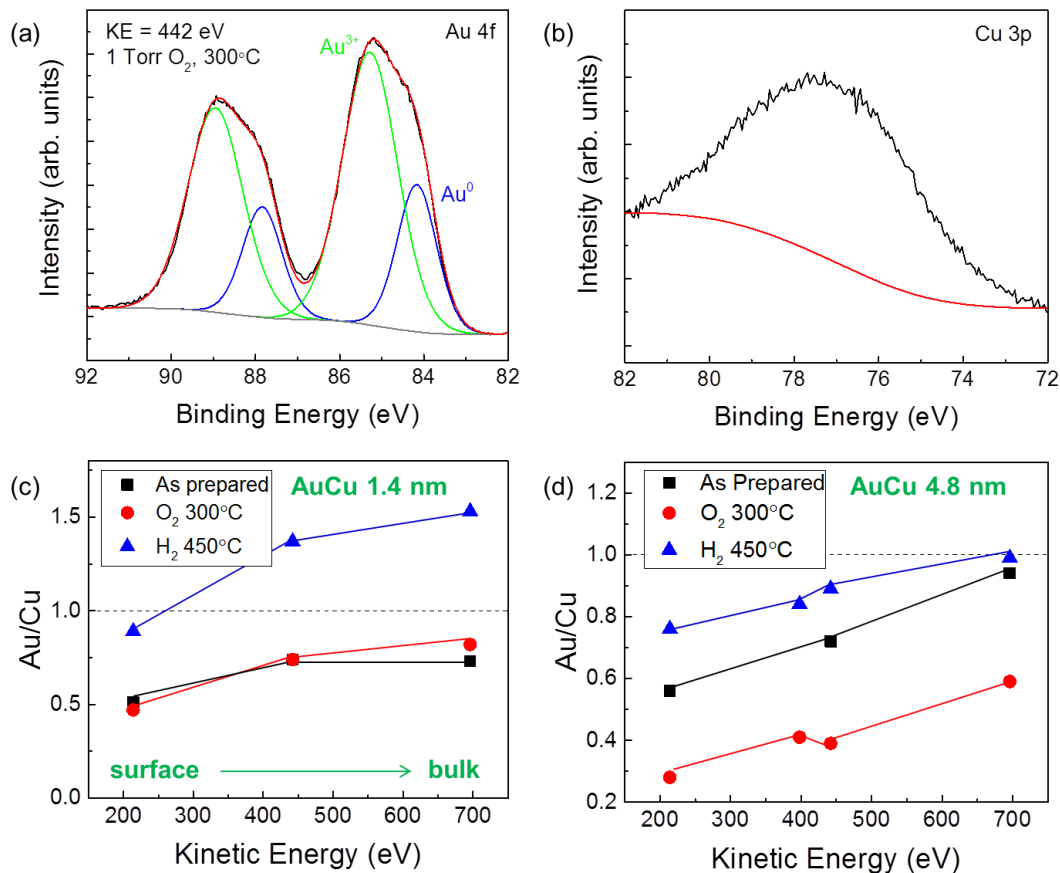 (a)
KE = 442 eV
1 Torr O₂, 300°C
Au 4f
Au³⁺
Au⁰
Intensity (arb. units)
92 90 88 86 84 82
Binding Energy (eV)
(b)
Cu 3p
Intensity (arb. units)
82 80 78 76 74 72
Binding Energy (eV)
(c)
As prepared
O₂ 300°C
H₂ 450°C
AuCu 1.4 nm
1.5
1.0
0.5
0.0
Au/Cu
surface
bulk
100 200 300 400 500 600 700
Kinetic Energy (eV)
(d)
As Prepared
O₂ 300°C
H₂ 450°C
AuCu 4.8 nm
1.2
1.0
0.8
0.6
0.4
0.2
Au/Cu
200 300 400 500 600 700
Kinetic Energy (eV)